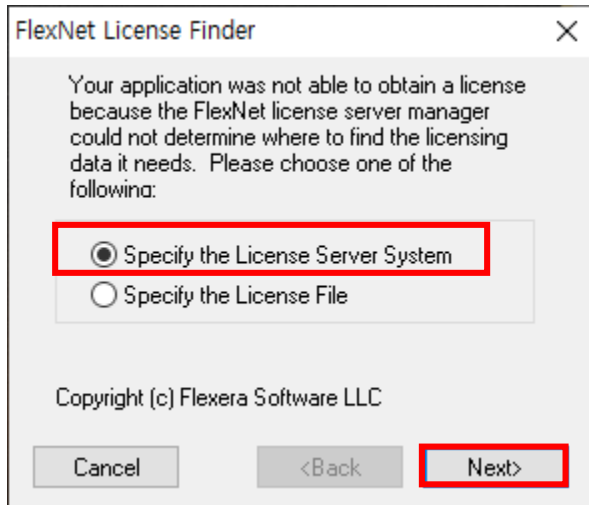 FlexNet License Finder
Your application was not able to obtain a license
because the FlexNet license server manager
could not determine where to find the licensing
data it needs.  Please choose one of the
following:
Specify the License Server System
Specify the License File
Copyright (c) Flexera Software LLC
Cancel
<Back
Next>